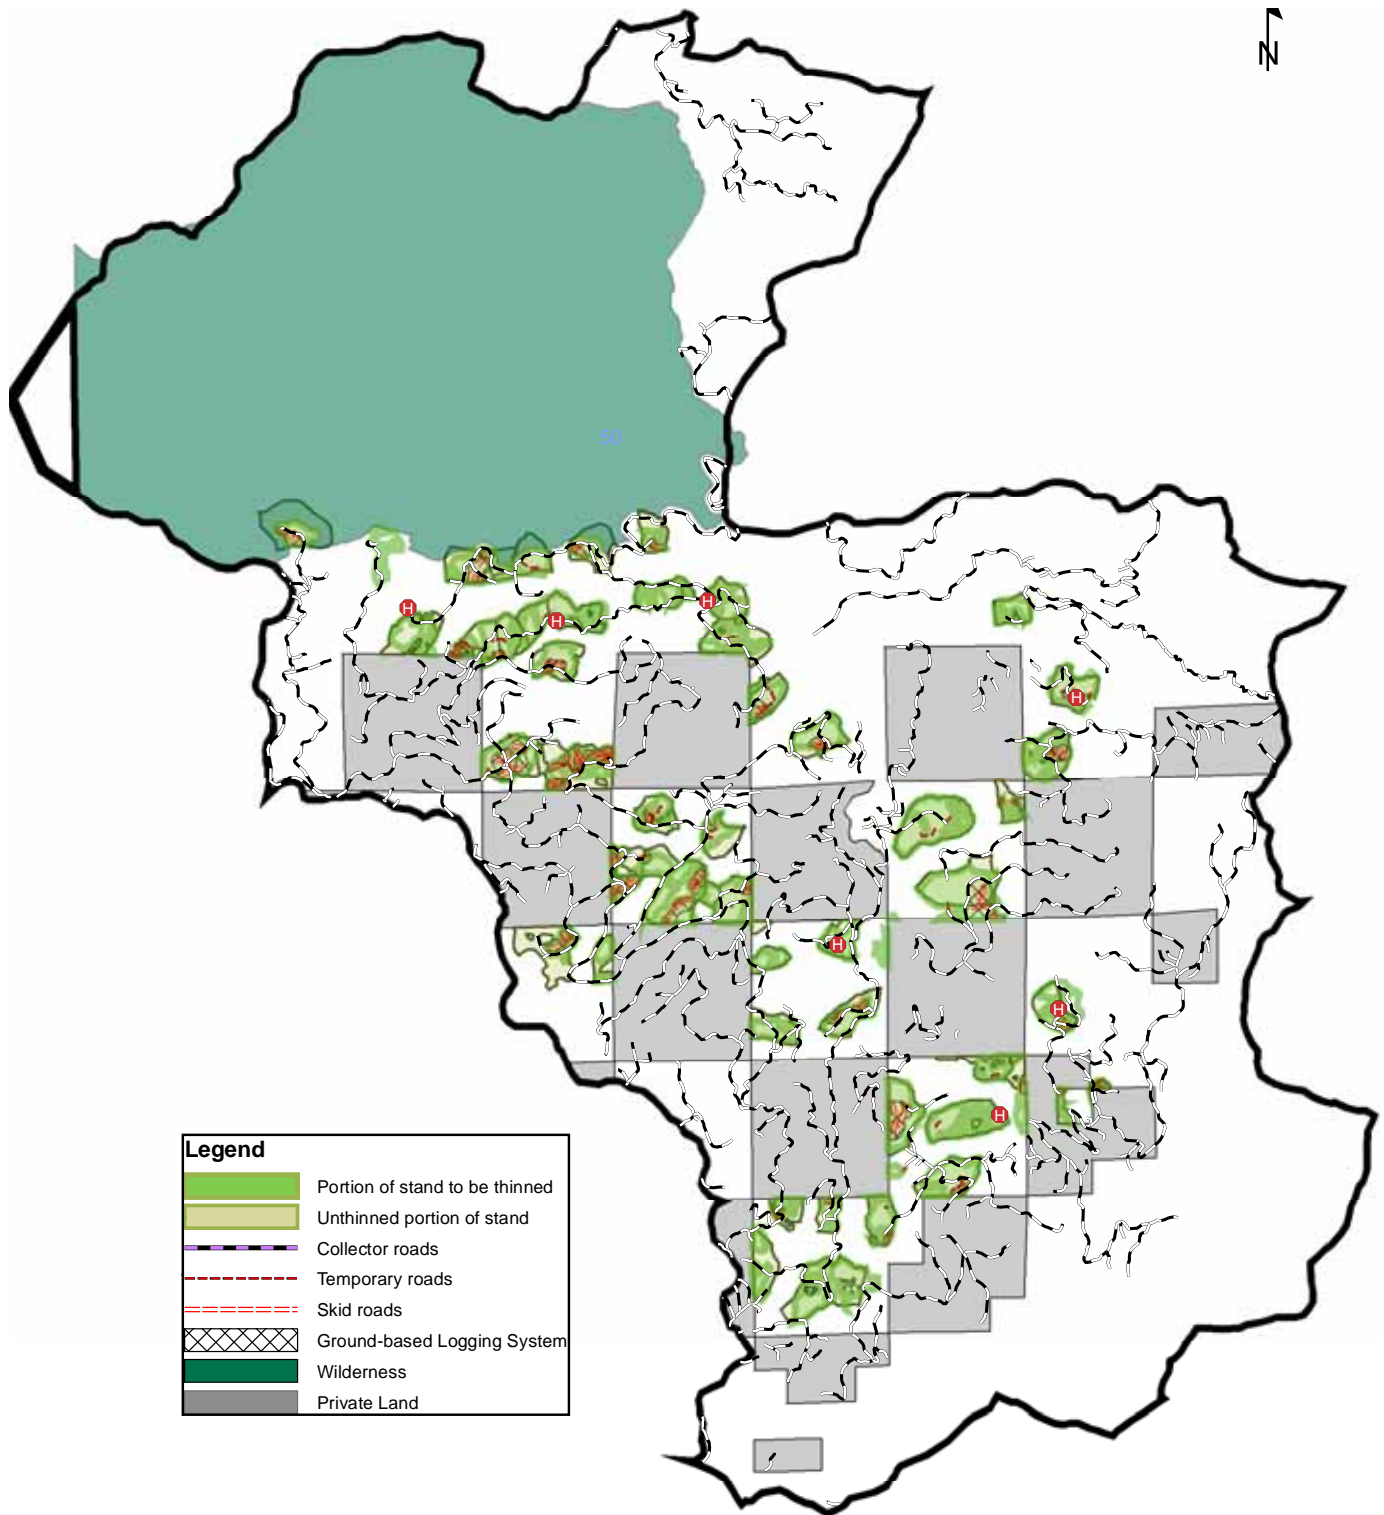 N
50
H
H
H
H
H
H
H
Legend
Portion of stand to be thinned
Unthinned portion of stand
Collector roads
Temporary roads
Skid roads
Ground-based Logging System
Wilderness
Private Land